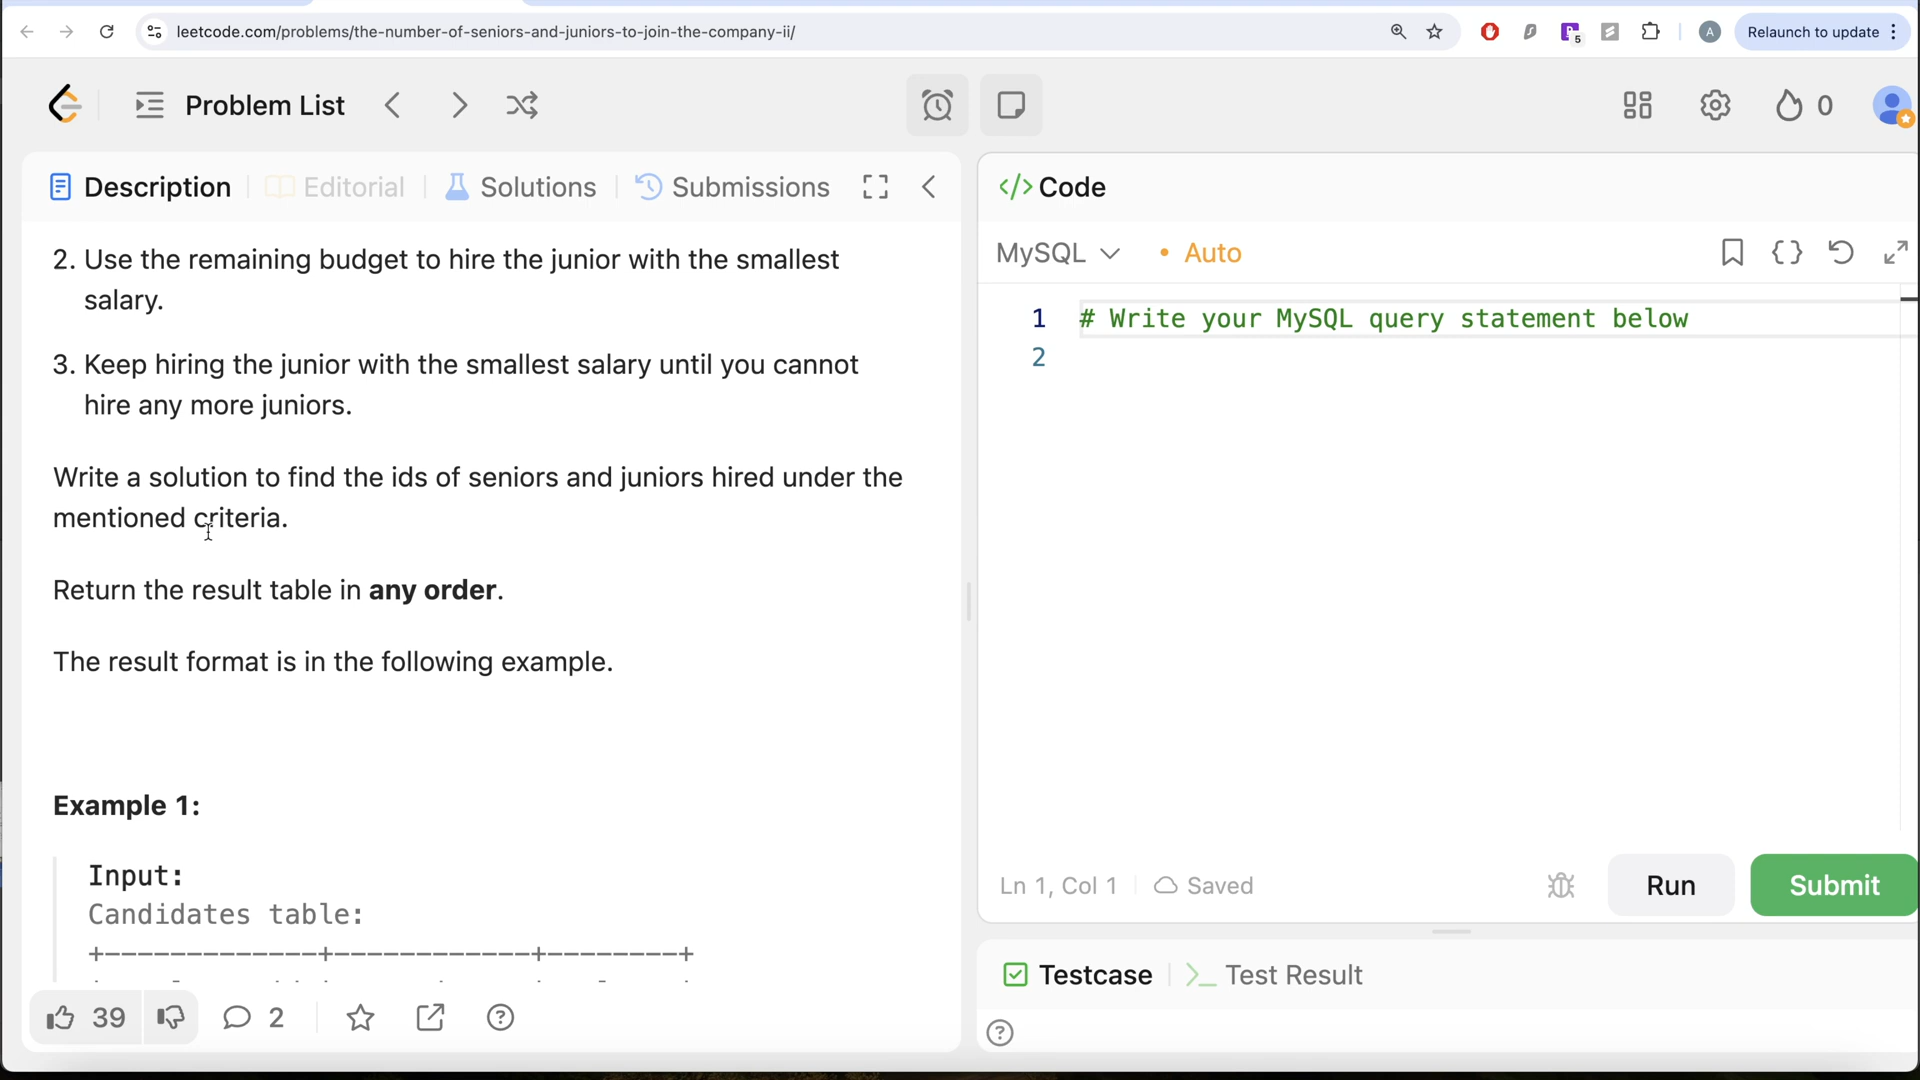 leetcode.com/problems/the-number-of-seniors-and-juniors-to-join-the-company-ii/
5
A
Relaunch to update
Problem List
0
Description
Editorial
Solutions
Submissions
2. Use the remaining budget to hire the junior with the smallest
salary.
3. Keep hiring the junior with the smallest salary until you cannot
hire any more juniors.
Write a solution to find the ids of seniors and juniors hired under the
mentioned criteria.
Return the result table in any order.
The result format is in the following example.
Example 1:
Input:
Candidates table:
+-------------+------------+--------+
39
2
</> Code
MySQL
• Auto
1 # Write your MySQL query statement below
2
Ln 1, Col 1
Saved
Run
Submit
Testcase
>_ Test Result